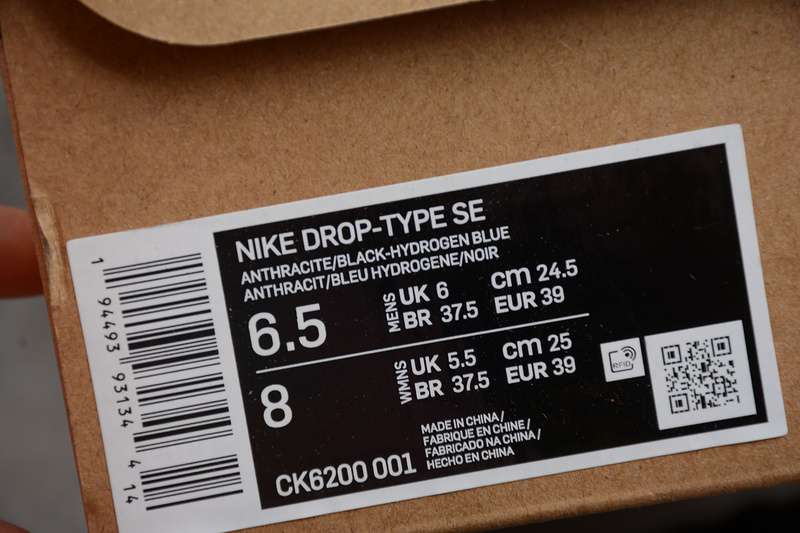 NIKE DROP-TYPE SE
ANTHRACITE/BLACK-HYDROGEN BLUE
ANTHRACIT/BLEU HYDROGENE/NOIR
6.5
MENS
UK 6
cm 24.5
BR 37.5
EUR 39
8
WMNS
UK 5.5
cm 25
BR 37.5
EUR 39
CK6200 001
MADE IN CHINA/
FABRIQUE EN CHINE/
FABRICADO NA CHINA/
HECHO EN CHINA
RFID
1 94493 93134 4 14